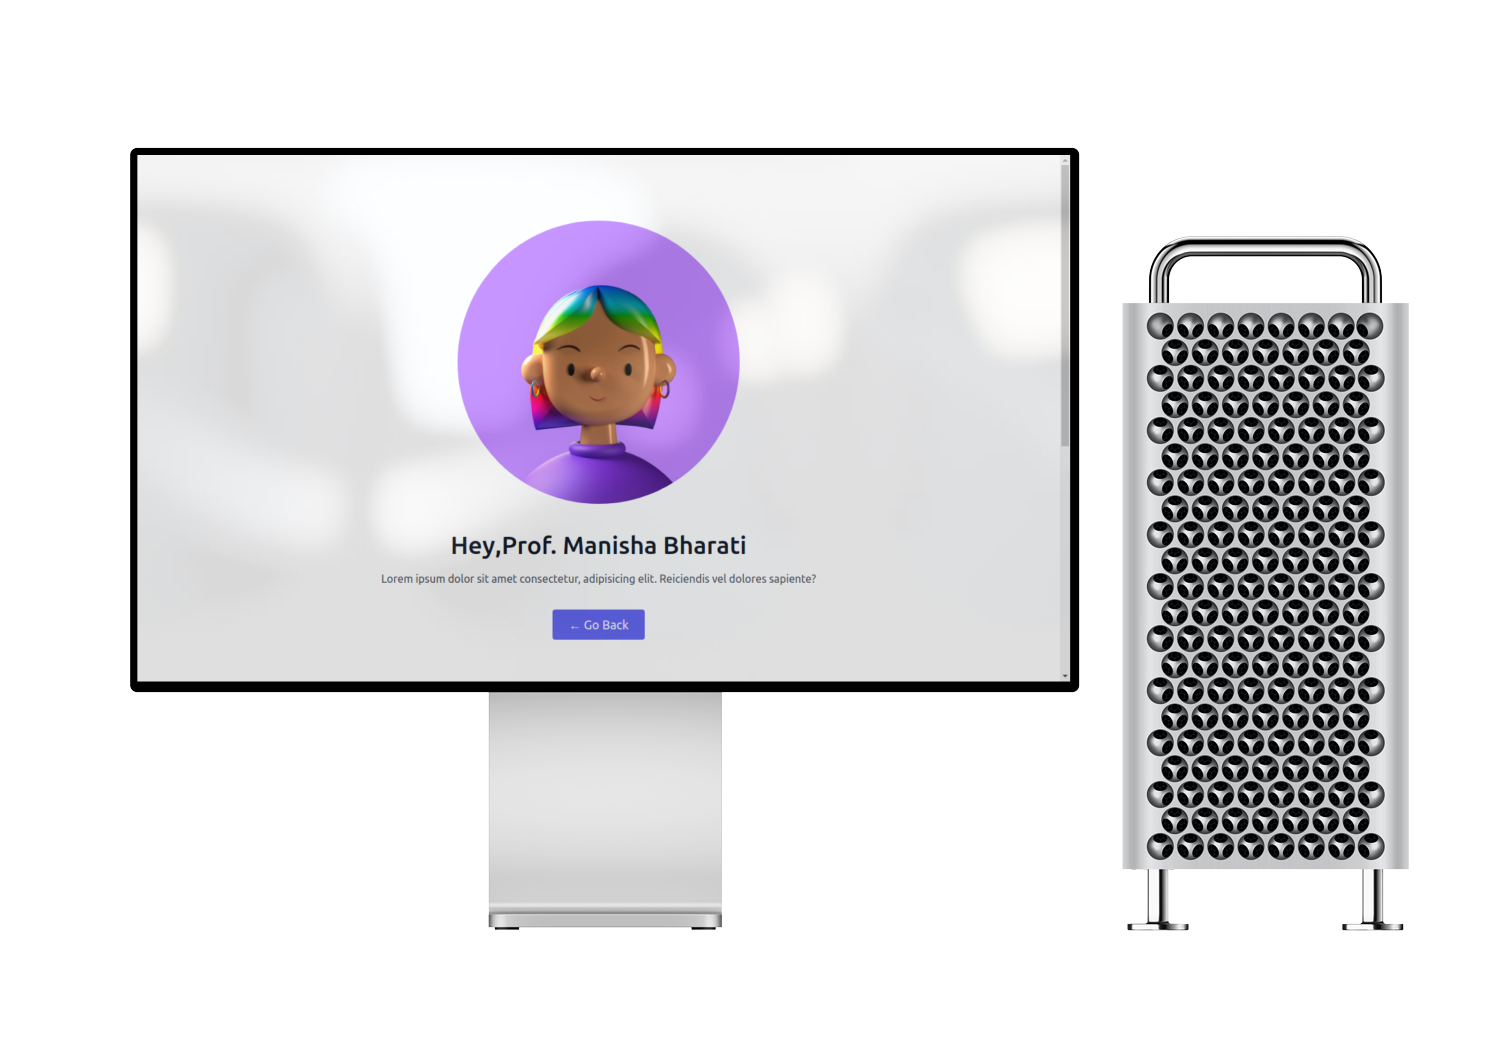 Hey,Prof. Manisha Bharati
Lorem ipsum dolor sit amet consectetur, adipisicing elit. Reiciendis vel dolores sapiente?
← Go Back